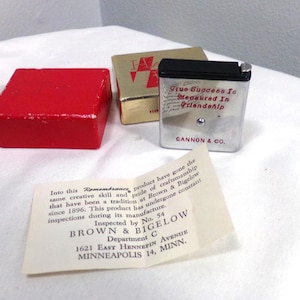 True Success Is
Measured In
Friendship
CANNON & CO.
Into this Remembrance product have gone the
same creative skill and pride of craftsmanship
that have been a tradition at Brown & Bigelow
since 1896. This product has undergone constant
inspections during its manufacture.
Inspected by No. 54
BROWN & BIGELOW
Department C
1621 East Hennepin Avenue
MINNEAPOLIS 14, MINN.